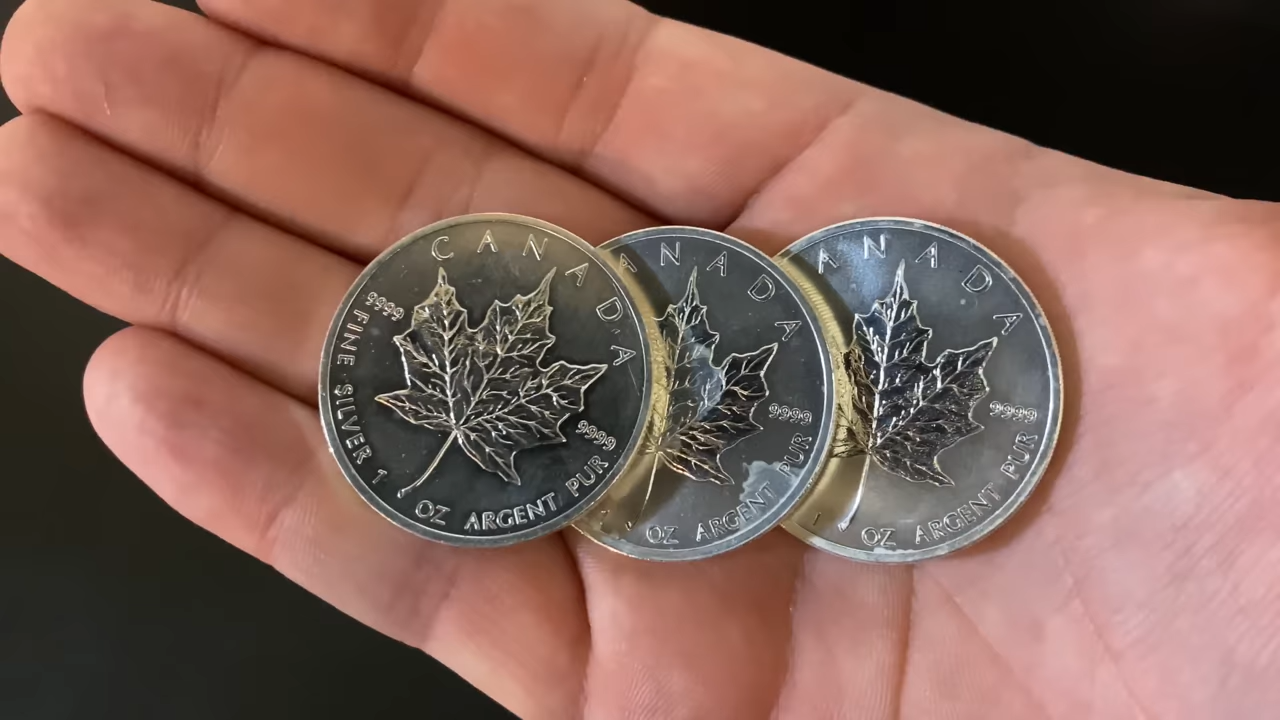 CANADA
9999
FINE SILVER 1 OZ ARGENT PUR
9999
ANADA
9999
OZ ARGENT PUR
ANADA
9999
1 OZ ARGENT PUR